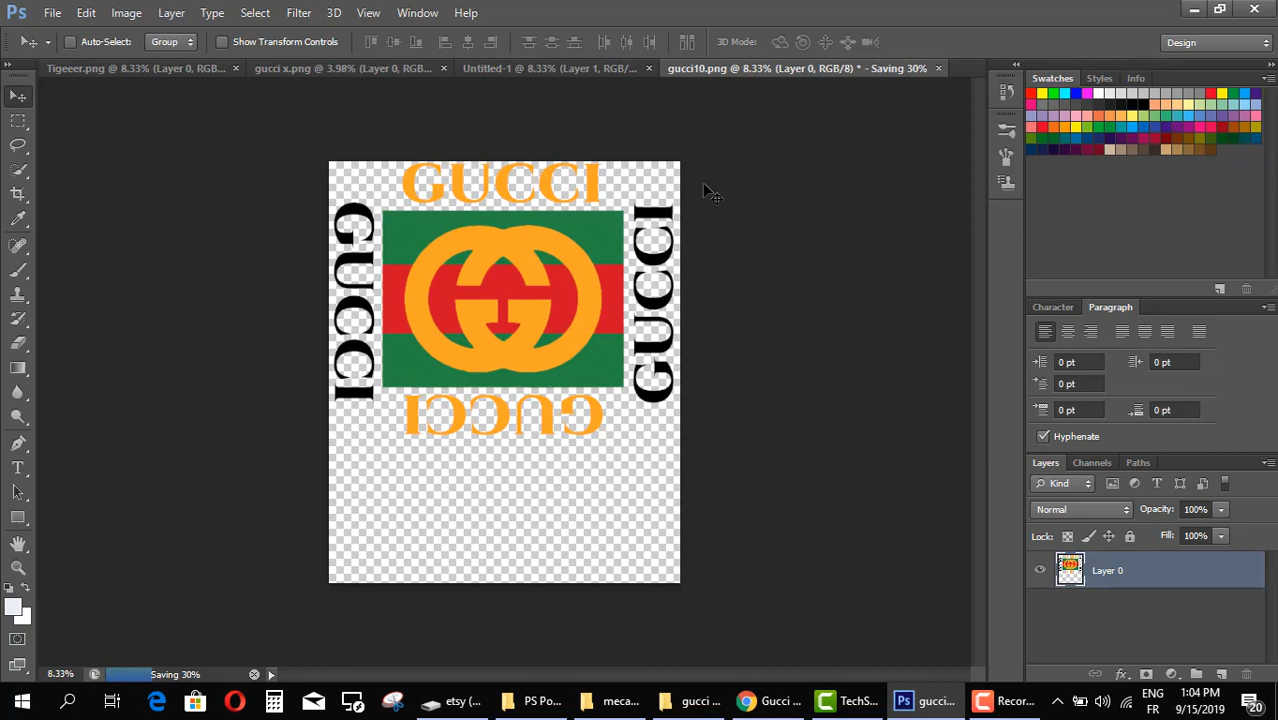 Ps File Edit Image Layer Type Select Filter 3D View Window Help
Auto-Select: Group Show Transform Controls 3D Mode: Design
Tigeeer.png @ 8.33% (Layer 0, RGB... × gucci x.png @ 3.98% (Layer 0, RGB... × Untitled-1 @ 8.33% (Layer 1, RGB/... × gucci10.png @ 8.33% (Layer 0, RGB/8) * - Saving 30% ×
Swatches Styles Info
GUCCI
GUCCI
GUCCI
GUCCI
Character Paragraph
0 pt 0 pt
0 pt
0 pt 0 pt
Hyphenate
Layers Channels Paths
Kind
Normal Opacity: 100%
Lock: Fill: 100%
Layer 0
8.33% Saving 30%
etsy (... PS Po... meca... gucci ... Gucci ... TechS... Ps gucci... Recor...
ENG 1:04 PM
FR 9/15/2019 20